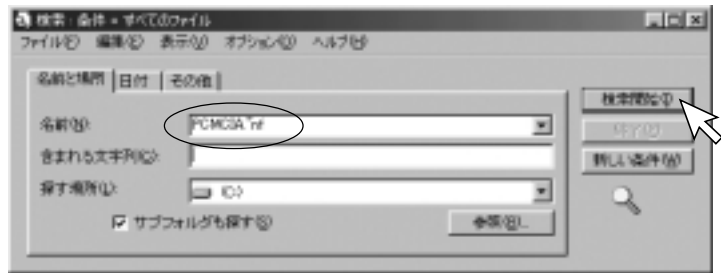 検索 : 条件 = すべてのファイル
ファイル(F) 編集(E) 表示(V) オプション(O) ヘルプ(H)
名前と場所 日付 その他
名前(N): PCMCIA.inf
含まれる文字列(C):
探す場所(L): (C:)
サブフォルダも探す(S) 参照(B)...
検索開始(I)
新しい条件(W)